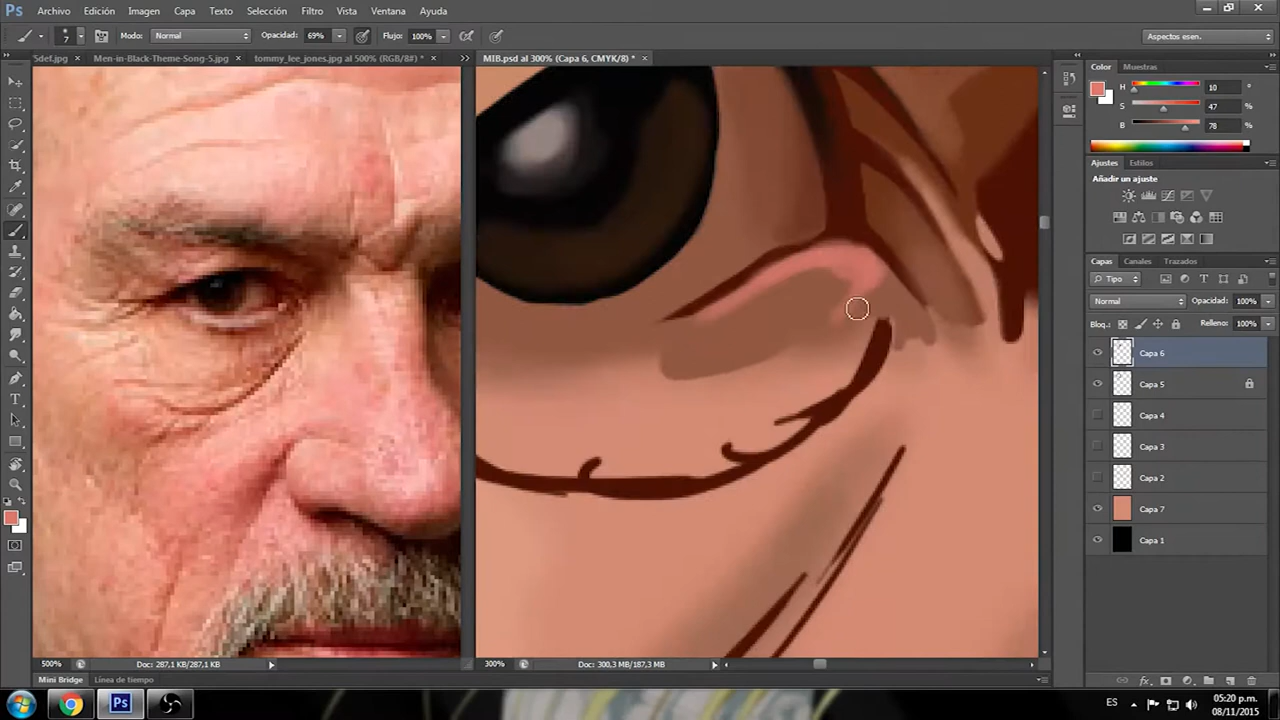 Ps Archivo Edición Imagen Capa Texto Selección Filtro Vista Ventana Ayuda
7 Modo: Normal Opacidad: 69% Flujo: 100% Aspectos esen.
5def.jpg × Men-in-Black-Theme-Song-5.jpg × tommy_lee_jones.jpg al 500% (RGB/8#) * × MIB.psd al 300% (Capa 6, CMYK/8) * ×
Color Muestras
H 10 °
S 47 %
B 78 %
Ajustes Estilos
Añadir un ajuste
Capas Canales Trazados
Tipo
Normal Opacidad: 100%
Bloq.: Relleno: 100%
Capa 6
Capa 5
Capa 4
Capa 3
Capa 2
Capa 7
Capa 1
500% Doc: 287,1 KB/287,1 KB 300% Doc: 300,3 MB/187,3 MB
Mini Bridge Línea de tiempo
Ps ES 05:20 p.m.
08/11/2015